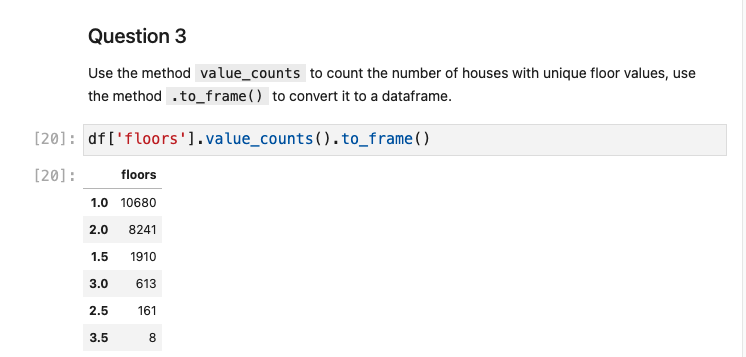 Question 3
Use the method value_counts to count the number of houses with unique floor values, use
the method .to_frame() to convert it to a dataframe.
[20]: df['floors'].value_counts().to_frame()
[20]: floors
1.0 10680
2.0 8241
1.5 1910
3.0 613
2.5 161
3.5 8